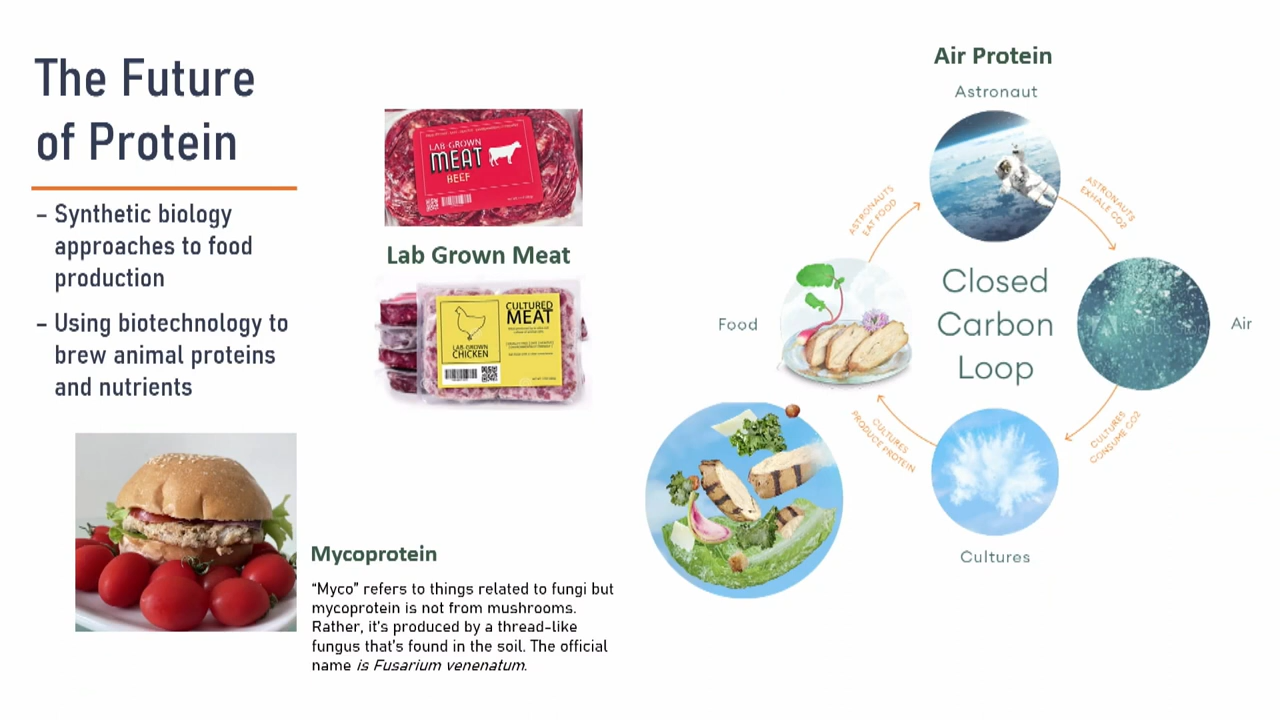 The Future
of Protein
– Synthetic biology
approaches to food
production
– Using biotechnology to
brew animal proteins
and nutrients
LAB-GROWN
MEAT
BEEF
Lab Grown Meat
CULTURED
MEAT
LAB-GROWN
CHICKEN
Mycoprotein
“Myco” refers to things related to fungi but
mycoprotein is not from mushrooms.
Rather, it's produced by a thread-like
fungus that's found in the soil. The official
name is Fusarium venenatum.
Air Protein
Astronaut
ASTRONAUTS
EAT FOOD
ASTRONAUTS
EXHALE CO2
Closed
Carbon
Loop
Food
Air
CULTURES
PRODUCE PROTEIN
CULTURES
CONSUME CO2
Cultures